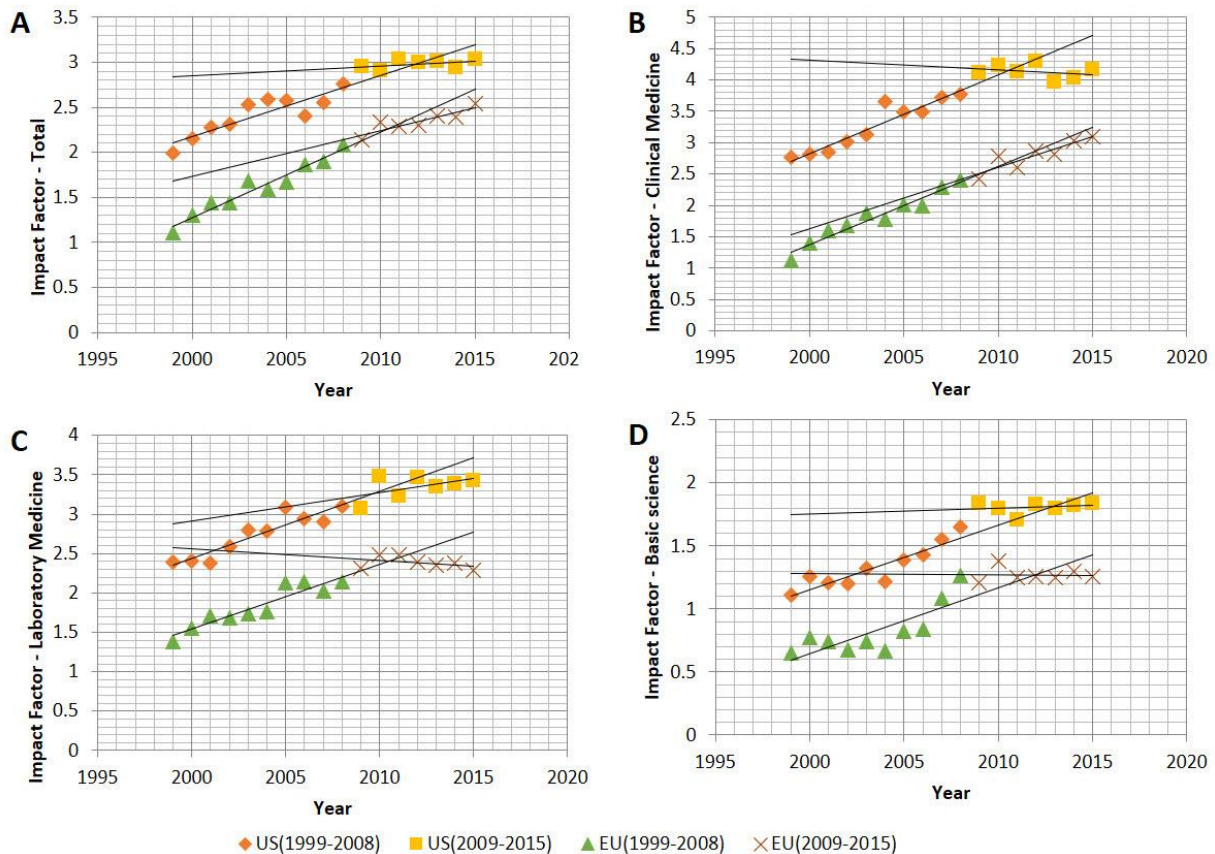 A
Impact Factor - Total
3.5
3
2.5
2
1.5
1
0.5
0
1995 2000 2005 2010 2015 202
Year
B
Impact Factor - Clinical Medicine
5
4.5
4
3.5
3
2.5
2
1.5
1
0.5
0
1995 2000 2005 2010 2015 2020
Year
C
Impact Factor - Laboratory Medicine
4
3.5
3
2.5
2
1.5
1
0.5
0
1995 2000 2005 2010 2015 2020
Year
D
Impact Factor - Basic science
2.5
2
1.5
1
0.5
0
1995 2000 2005 2010 2015 2020
Year
US(1999-2008) US(2009-2015) EU(1999-2008) EU(2009-2015)